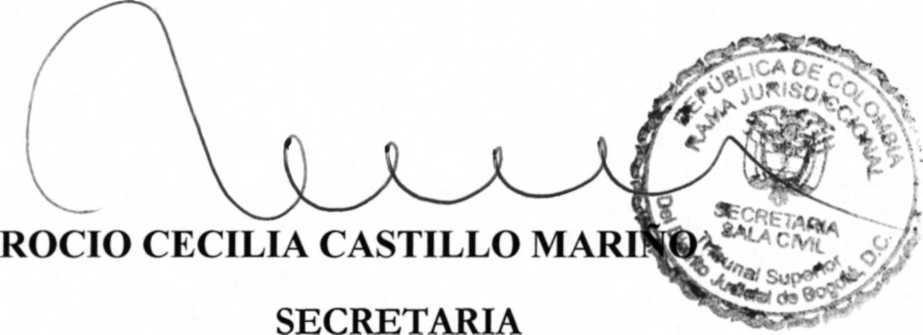 REPÚBLICA DE COLOMBIA
RAMA JURISDICCIONAL
SECRETARIA
SALA CIVIL
Tribunal Superior
Del Distrito Judicial de Bogotá, D.C.
ROCIO CECILIA CASTILLO MARIÑO
SECRETARIA